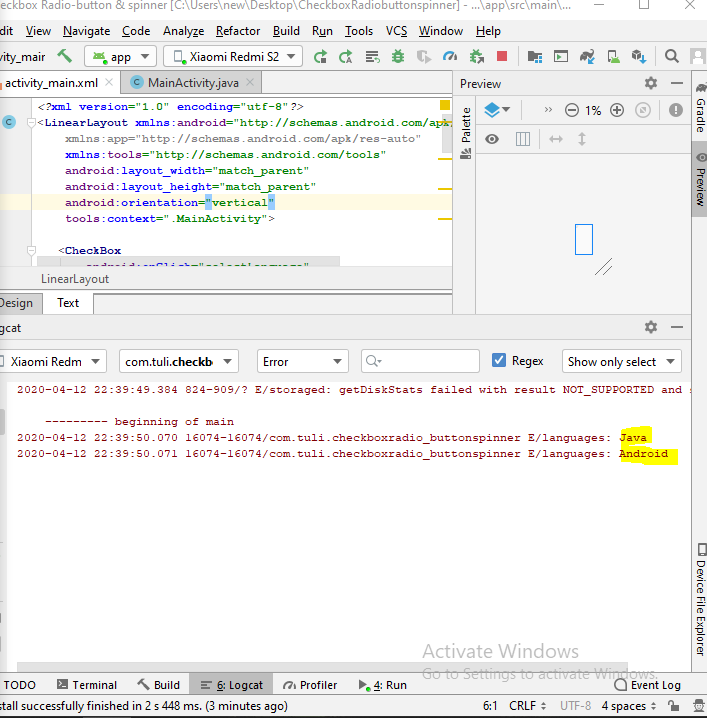 eckbox Radio-button & spinner [C:\Users\new\Desktop\CheckboxRadiobuttonspinner] - ...\app\src\main\...
dit View Navigate Code Analyze Refactor Build Run Tools VCS Window Help
vity_mair app Xiaomi Redmi S2
activity_main.xml MainActivity.java
<?xml version="1.0" encoding="utf-8"?>
<LinearLayout xmlns:android="http://schemas.android.com/apk/
xmlns:app="http://schemas.android.com/apk/res-auto"
xmlns:tools="http://schemas.android.com/tools"
android:layout_width="match_parent"
android:layout_height="match_parent"
android:orientation="vertical"
tools:context=".MainActivity">
<CheckBox
LinearLayout
Design Text
Preview
1%
Palette
Gradle
Preview
gcat
Xiaomi Redm com.tuli.checkb Error Q- Regex Show only select
2020-04-12 22:39:49.384 824-909/? E/storaged: getDiskStats failed with result NOT_SUPPORTED and s
--------- beginning of main
2020-04-12 22:39:50.070 16074-16074/com.tuli.checkboxradio_buttonspinner E/languages: Java
2020-04-12 22:39:50.071 16074-16074/com.tuli.checkboxradio_buttonspinner E/languages: Android
Device File Explorer
Activate Windows
Go to Settings to activate Windows.
TODO Terminal Build 6: Logcat Profiler 4: Run Event Log
stall successfully finished in 2 s 448 ms. (3 minutes ago) 6:1 CRLF UTF-8 4 spaces